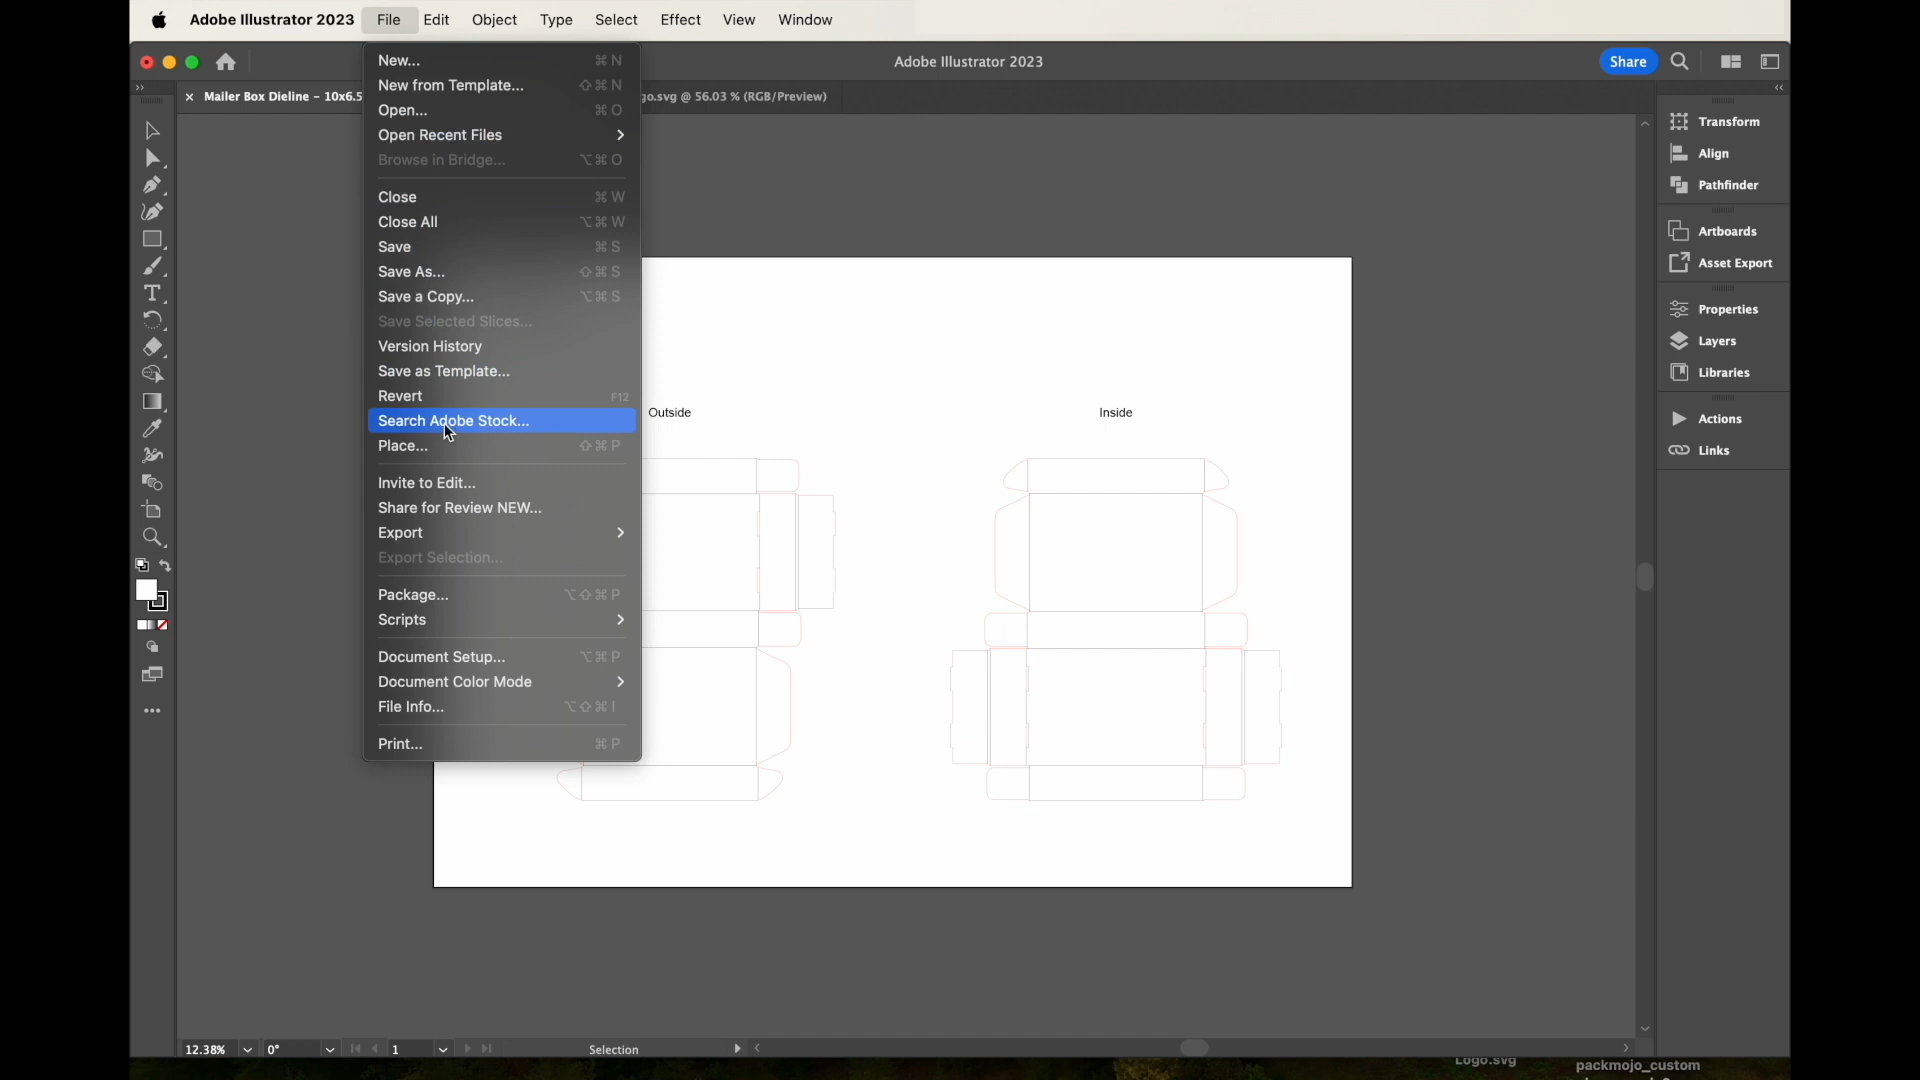 Adobe Illustrator 2023 File Edit Object Type Select Effect View Window
Adobe Illustrator 2023
Share
× Mailer Box Dieline – 10x6.5
go.svg @ 56.03 % (RGB/Preview)
New... ⌘ N
New from Template... ⇧⌘ N
Open... ⌘ O
Open Recent Files
Browse in Bridge... ⌥⌘ O
Close ⌘ W
Close All ⌥⌘ W
Save ⌘ S
Save As... ⇧⌘ S
Save a Copy... ⌥⌘ S
Save Selected Slices...
Version History
Save as Template...
Revert F12
Search Adobe Stock...
Place... ⇧⌘ P
Invite to Edit...
Share for Review NEW...
Export
Export Selection...
Package... ⌥⇧⌘ P
Scripts
Document Setup... ⌥⌘ P
Document Color Mode
File Info... ⌥⇧⌘ I
Print... ⌘ P
Outside
Inside
Transform
Align
Pathfinder
Artboards
Asset Export
Properties
Layers
Libraries
Actions
Links
12.38% 0° 1 Selection
Logo.svg
packmojo_custom